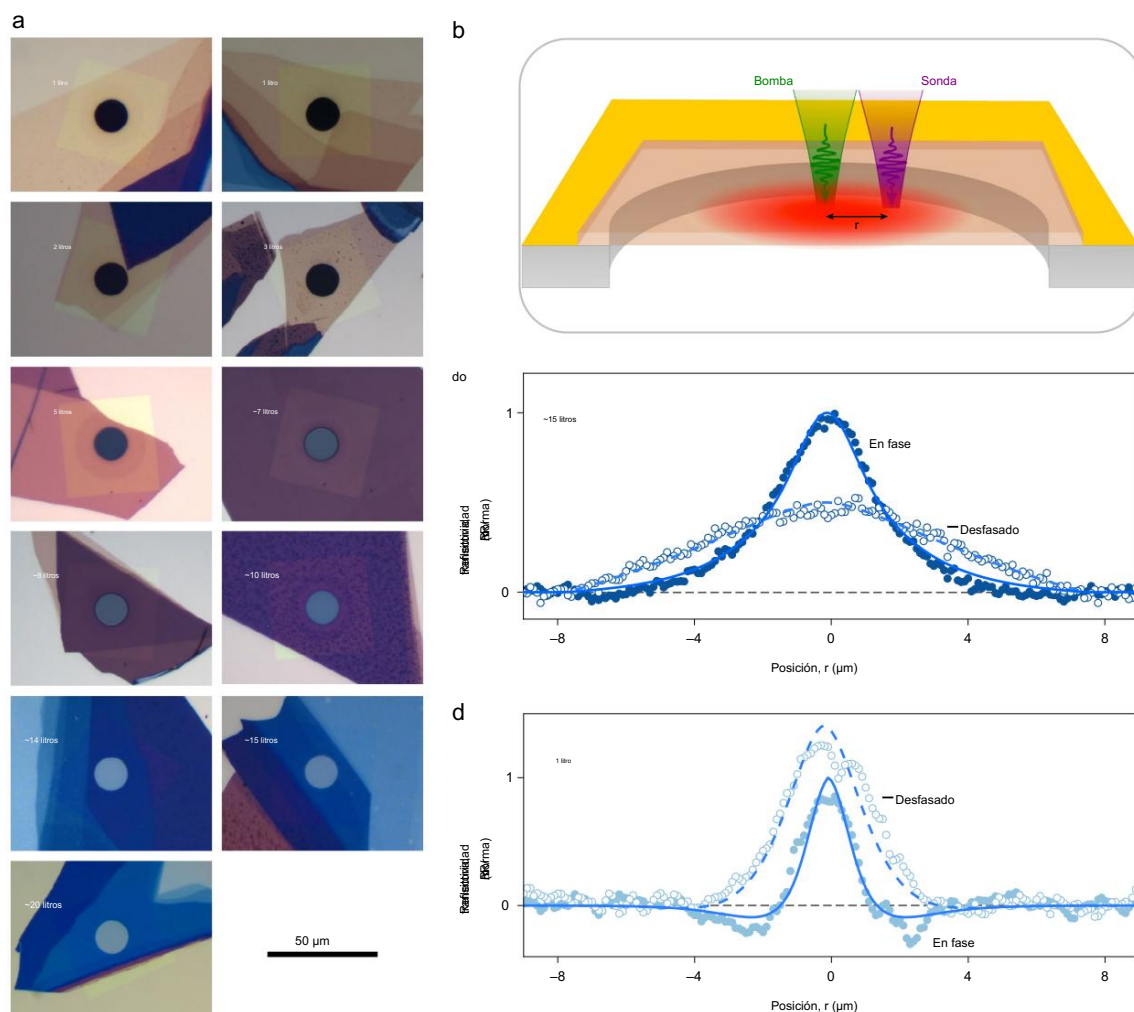 a
1 litro
1 litro
2 litros
3 litros
5 litros
~7 litros
~8 litros
~10 litros
~14 litros
~15 litros
~20 litros
50 µm
b
Bomba
Sonda
r
do
~15 litros
En fase
Desfasado
1
0
–8
–4
0
4
8
Posición, r (µm)
d
1 litro
Desfasado
En fase
1
0
–8
–4
0
4
8
Posición, r (µm)